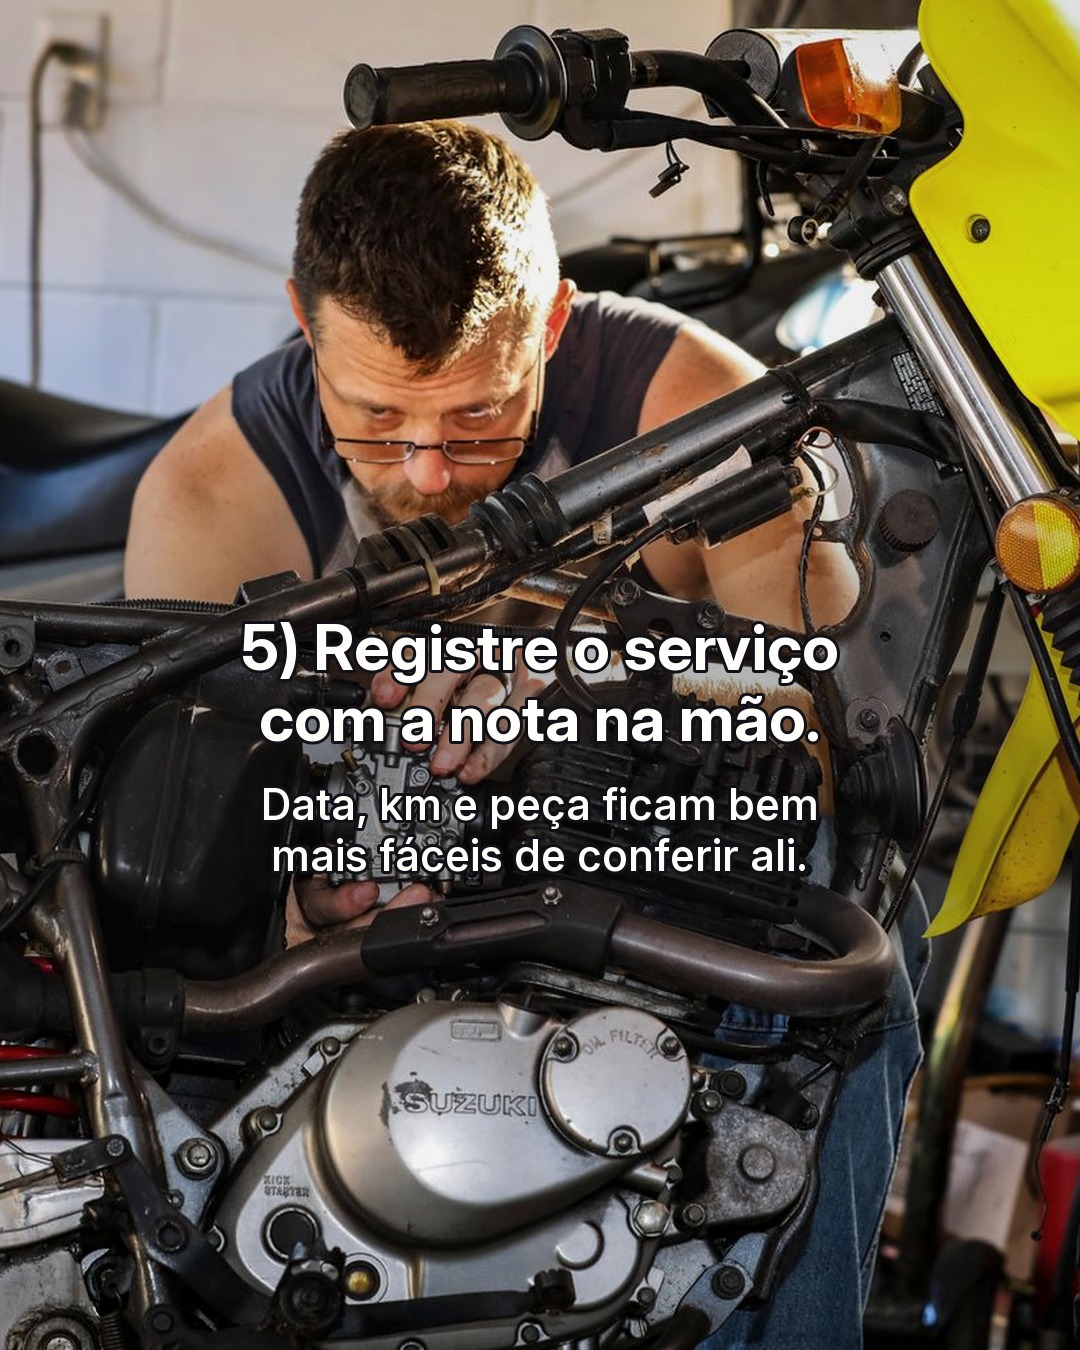 5) Registre o serviço
com a nota na mão.
Data, km e peça ficam bem
mais fáceis de conferir ali.
OIL FILTER
SUZUKI
KICK
STARTER